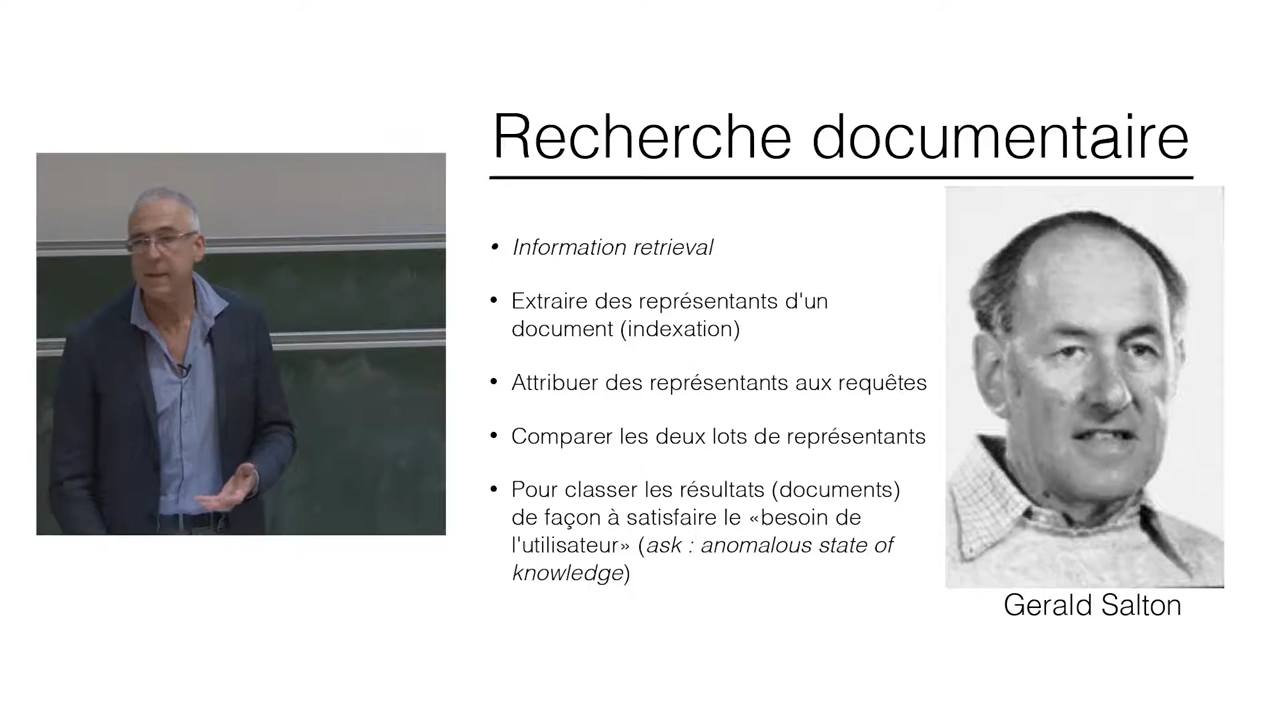 Recherche documentaire
• Information retrieval
• Extraire des représentants d'un
document (indexation)
• Attribuer des représentants aux requêtes
• Comparer les deux lots de représentants
• Pour classer les résultats (documents)
de façon à satisfaire le «besoin de
l'utilisateur» (ask : anomalous state of
knowledge)
Gerald Salton